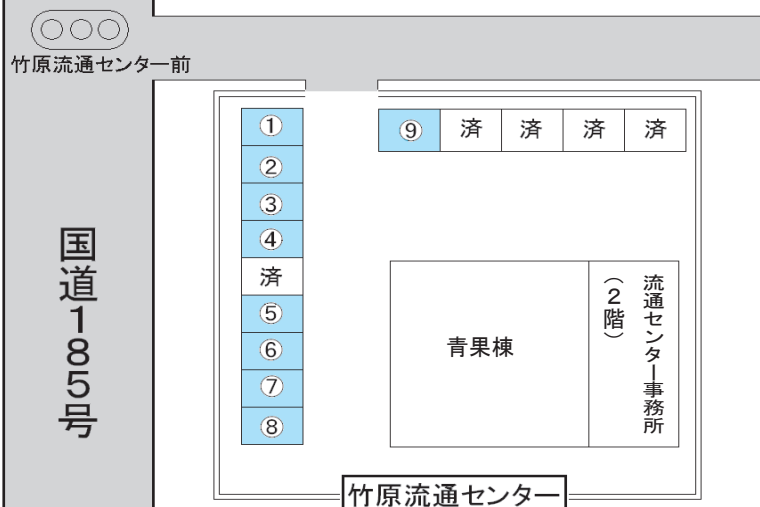 竹原流通センター前
国道185号
①
②
③
④
済
⑤
⑥
⑦
⑧
⑨ 済 済 済 済
青果棟
流通センター事務所
（2階）
竹原流通センター